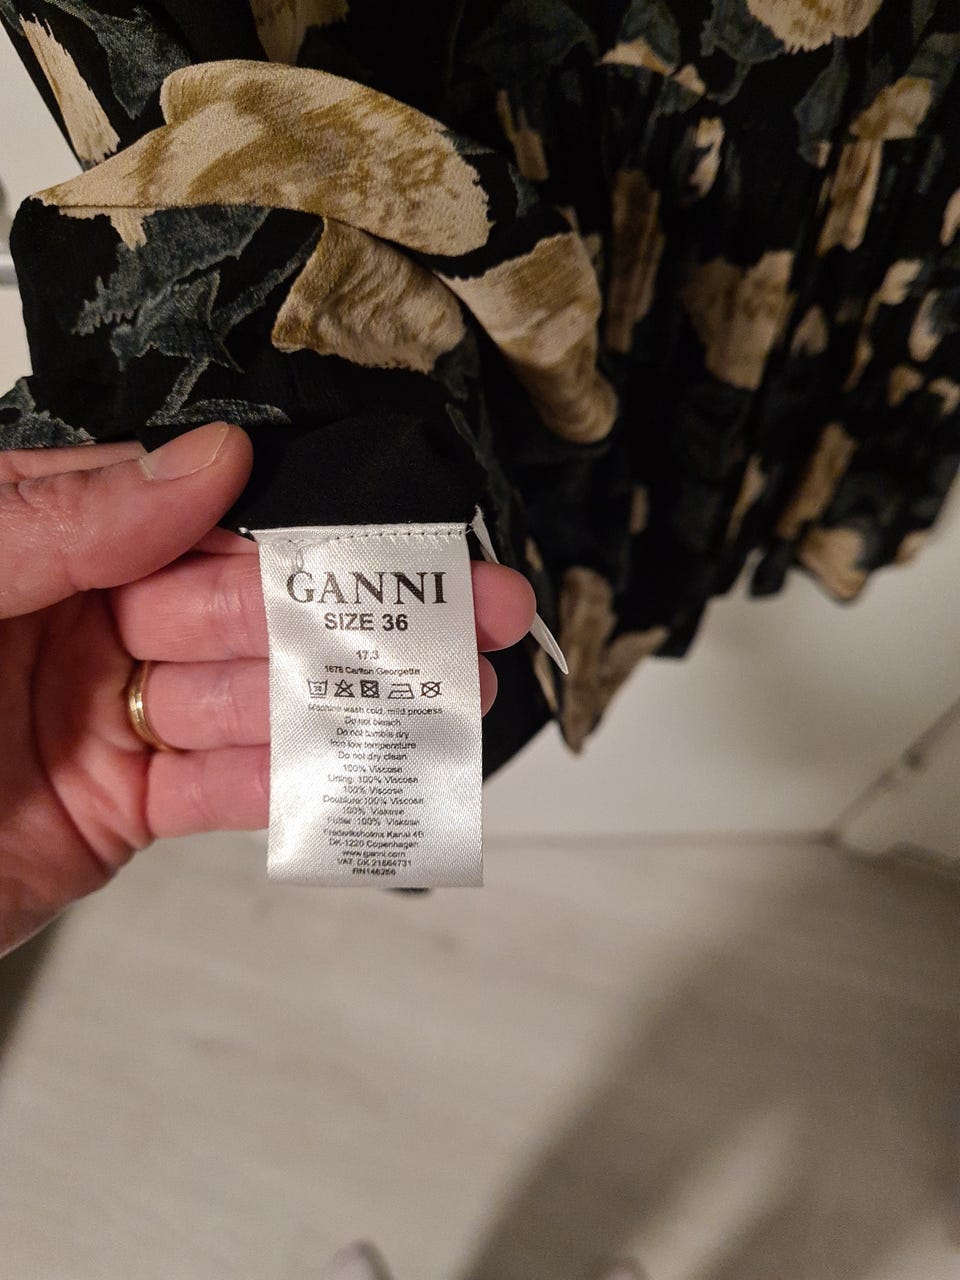 GANNI
SIZE 36
17.3
1678 Carlton Georgette
Machine wash cold, mild process
Do not bleach
Do not tumble dry
Iron low temperature
Do not dry clean
100% Viscose
Lining: 100% Viscose
100% Viscose
Doublure: 100% Viscose
100% Viskose
Futter: 100% Viskose
Frederiksholms Kanal 4B
DK-1220 Copenhagen
www.ganni.com
VAT: DK 21864731
RN146256